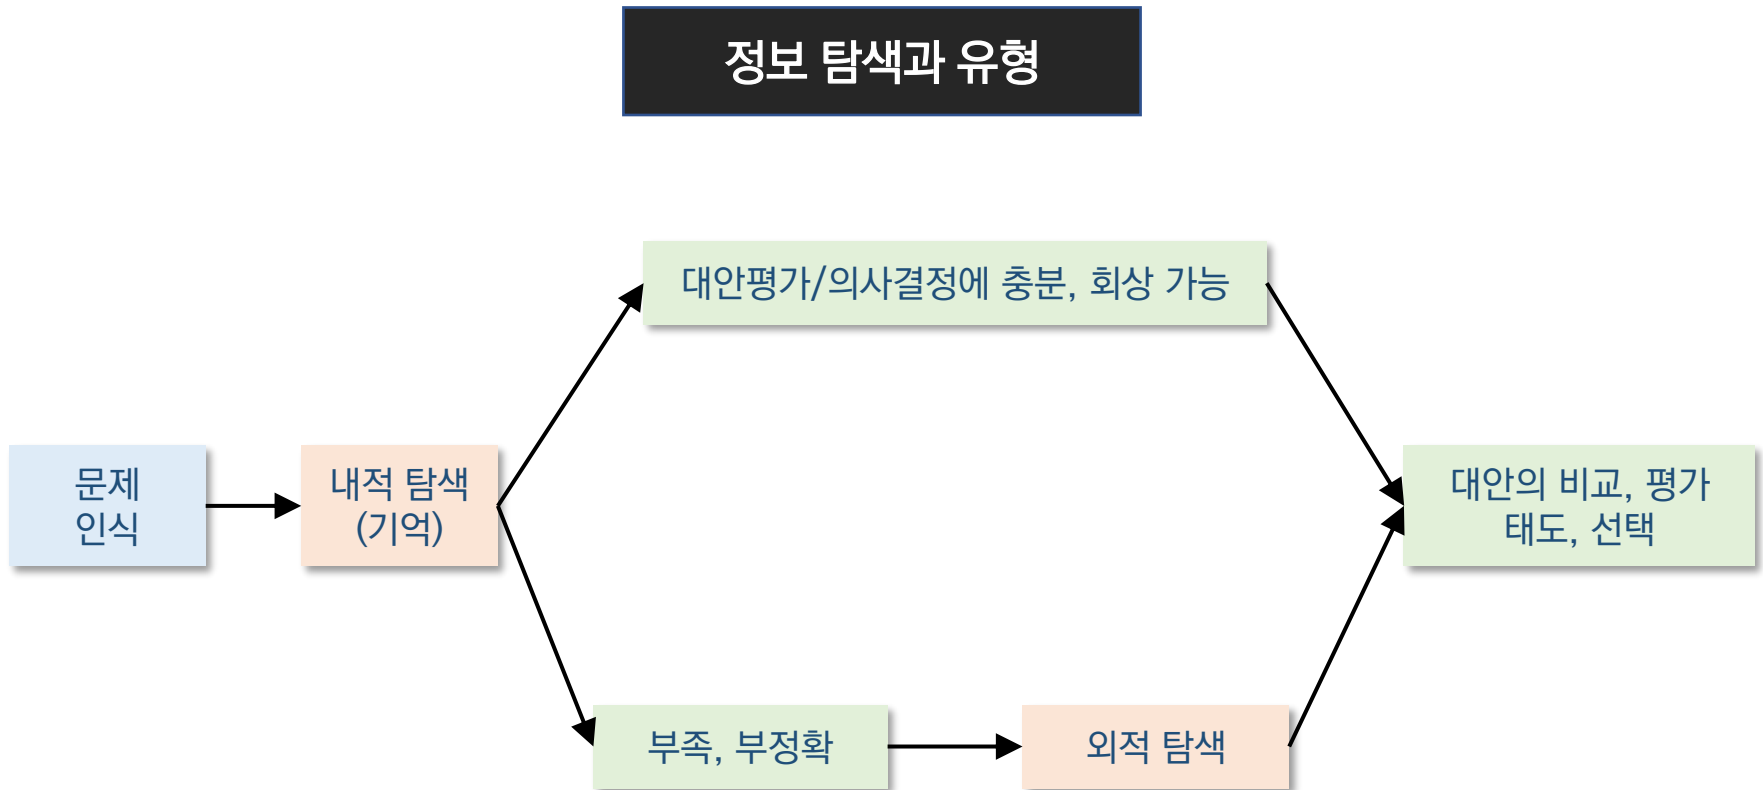 정보 탐색과 유형
대안평가/의사결정에 충분, 회상 가능
문제
인식
내적 탐색
(기억)
대안의 비교, 평가
태도, 선택
부족, 부정확
외적 탐색